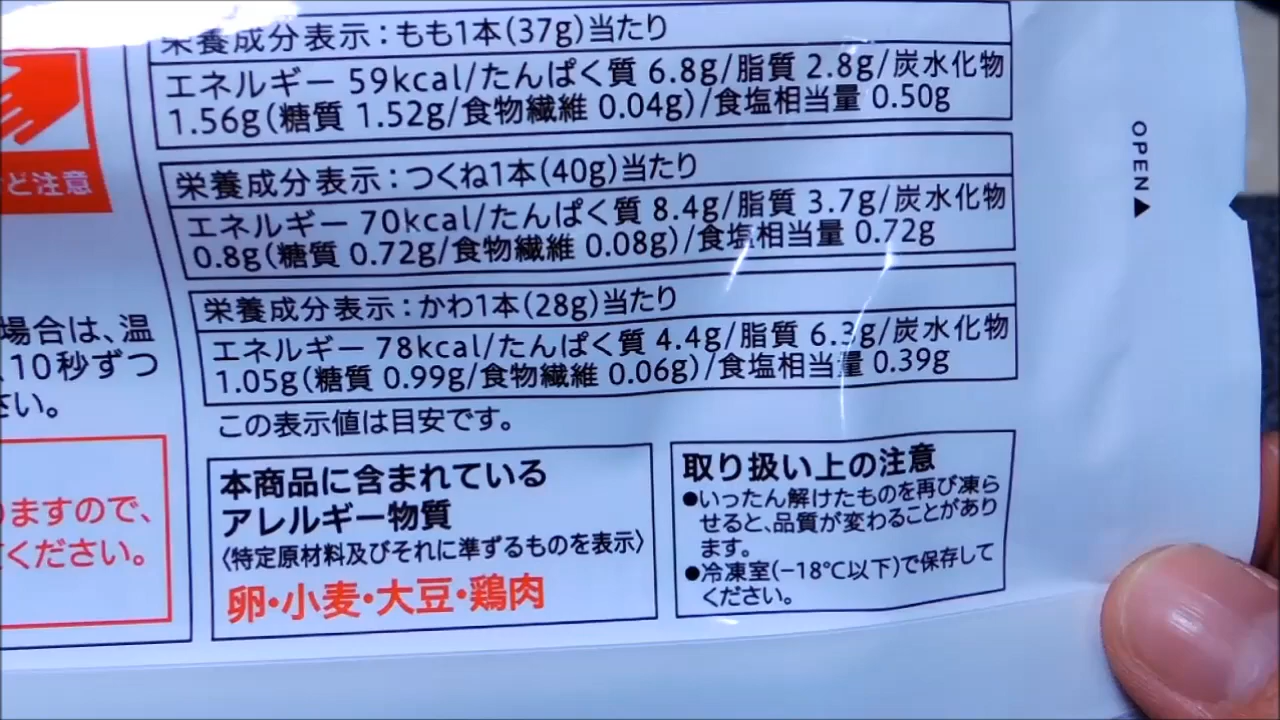 栄養成分表示:もも1本(37g)当たり
エネルギー 59kcal/たんぱく質 6.8g/脂質 2.8g/炭水化物
1.56g(糖質 1.52g/食物繊維 0.04g)/食塩相当量 0.50g
栄養成分表示:つくね1本(40g)当たり
エネルギー 70kcal/たんぱく質 8.4g/脂質 3.7g/炭水化物
0.8g(糖質 0.72g/食物繊維 0.08g)/食塩相当量 0.72g
栄養成分表示:かわ1本(28g)当たり
エネルギー 78kcal/たんぱく質 4.4g/脂質 6.3g/炭水化物
1.05g(糖質 0.99g/食物繊維 0.06g)/食塩相当量 0.39g
この表示値は目安です。
本商品に含まれている
アレルギー物質
〈特定原材料及びそれに準ずるものを表示〉
卵・小麦・大豆・鶏肉
取り扱い上の注意
●いったん解けたものを再び凍ら
せると、品質が変わることがあり
ます。
●冷凍室(−18℃以下)で保存して
ください。
OPEN▲
ど注意
場合は、温
10秒ずつ
さい。
りますので、
ください。